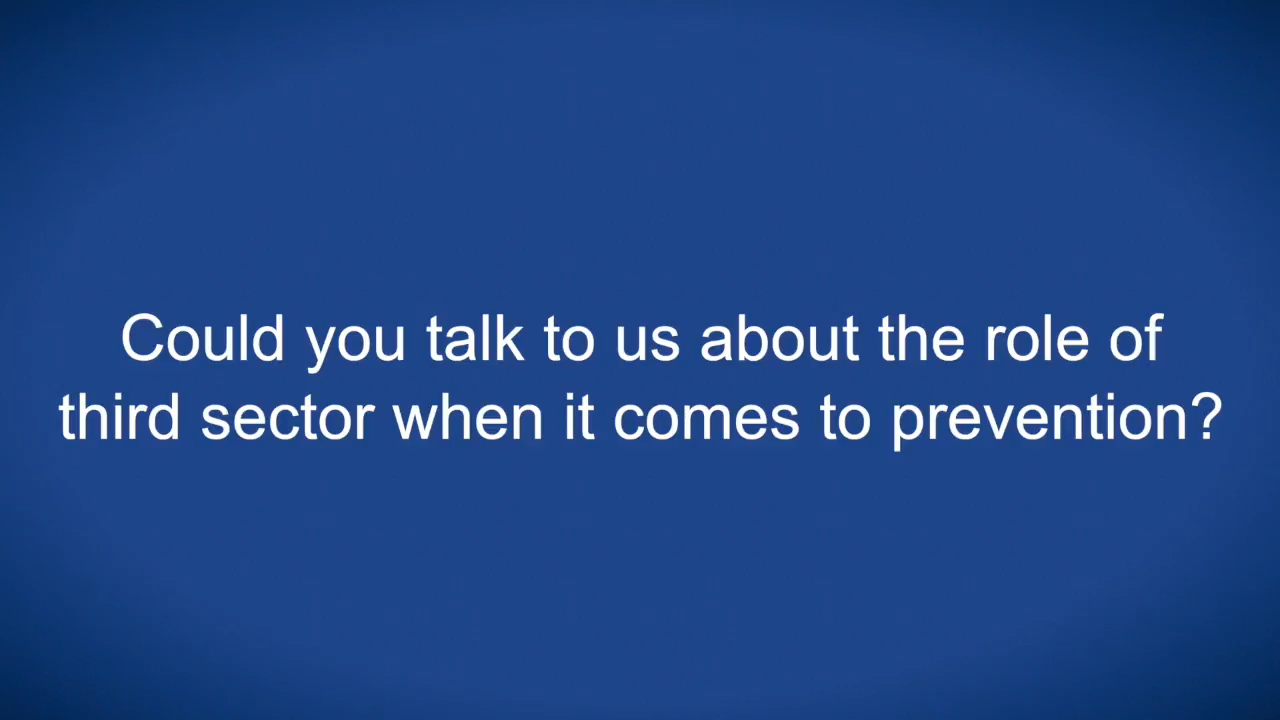 Could you talk to us about the role of
third sector when it comes to prevention?